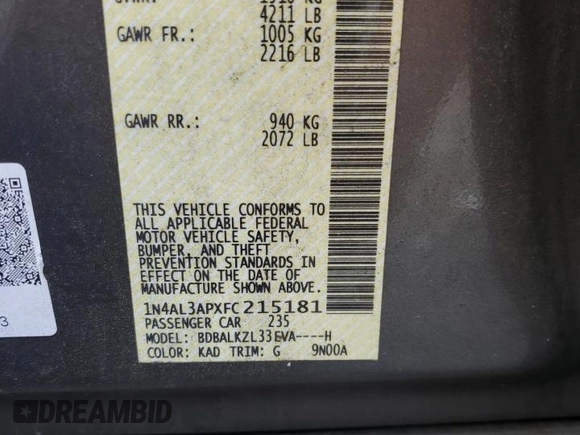 4211 LB
GAWR FR.: 1005 KG
2216 LB
GAWR RR.: 940 KG
2072 LB
THIS VEHICLE CONFORMS TO
ALL APPLICABLE FEDERAL
MOTOR VEHICLE SAFETY,
BUMPER, AND THEFT
PREVENTION STANDARDS IN
EFFECT ON THE DATE OF
MANUFACTURE SHOWN ABOVE.
1N4AL3APXFC215181
PASSENGER CAR 235
MODEL: BDBALKZL33EVA----H
COLOR: KAD TRIM: G 9N00A
3
DREAMBID